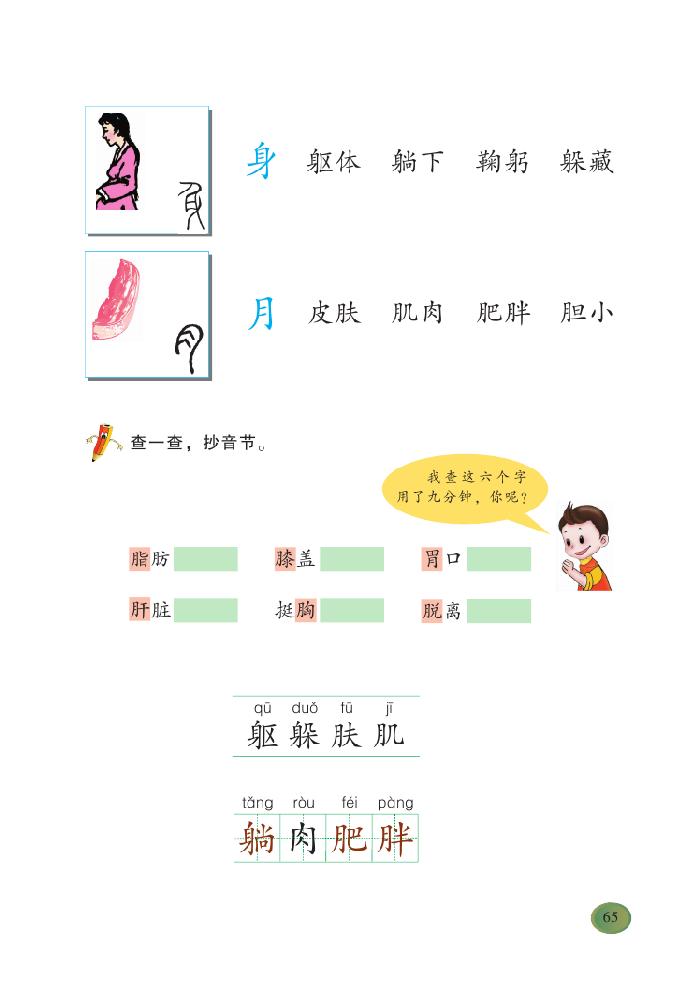 身 躯体 躺下 鞠躬 躲藏
月 皮肤 肌肉 肥胖 胆小
查一查，抄音节。
我查这六个字
用了九分钟，你呢？
脂肪 膝盖 胃口
肝脏 挺胸 脱离
qū duǒ fū jī
躯 躲 肤 肌
tǎng ròu féi pàng
躺 肉 肥 胖
65